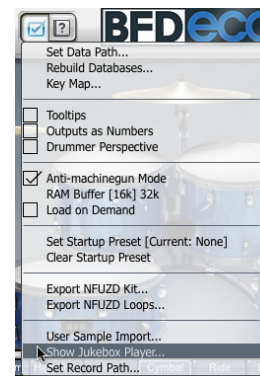 ?
BFDeco
Set Data Path...
Rebuild Databases...
Key Map...
Tooltips
Outputs as Numbers
Drummer Perspective
Anti-machinegun Mode
RAM Buffer [16k] 32k
Load on Demand
Set Startup Preset [Current: None]
Clear Startup Preset
Export NFUZD Kit...
Export NFUZD Loops...
User Sample Import...
Show Jukebox Player...
Set Record Path...
Cymbal Ride